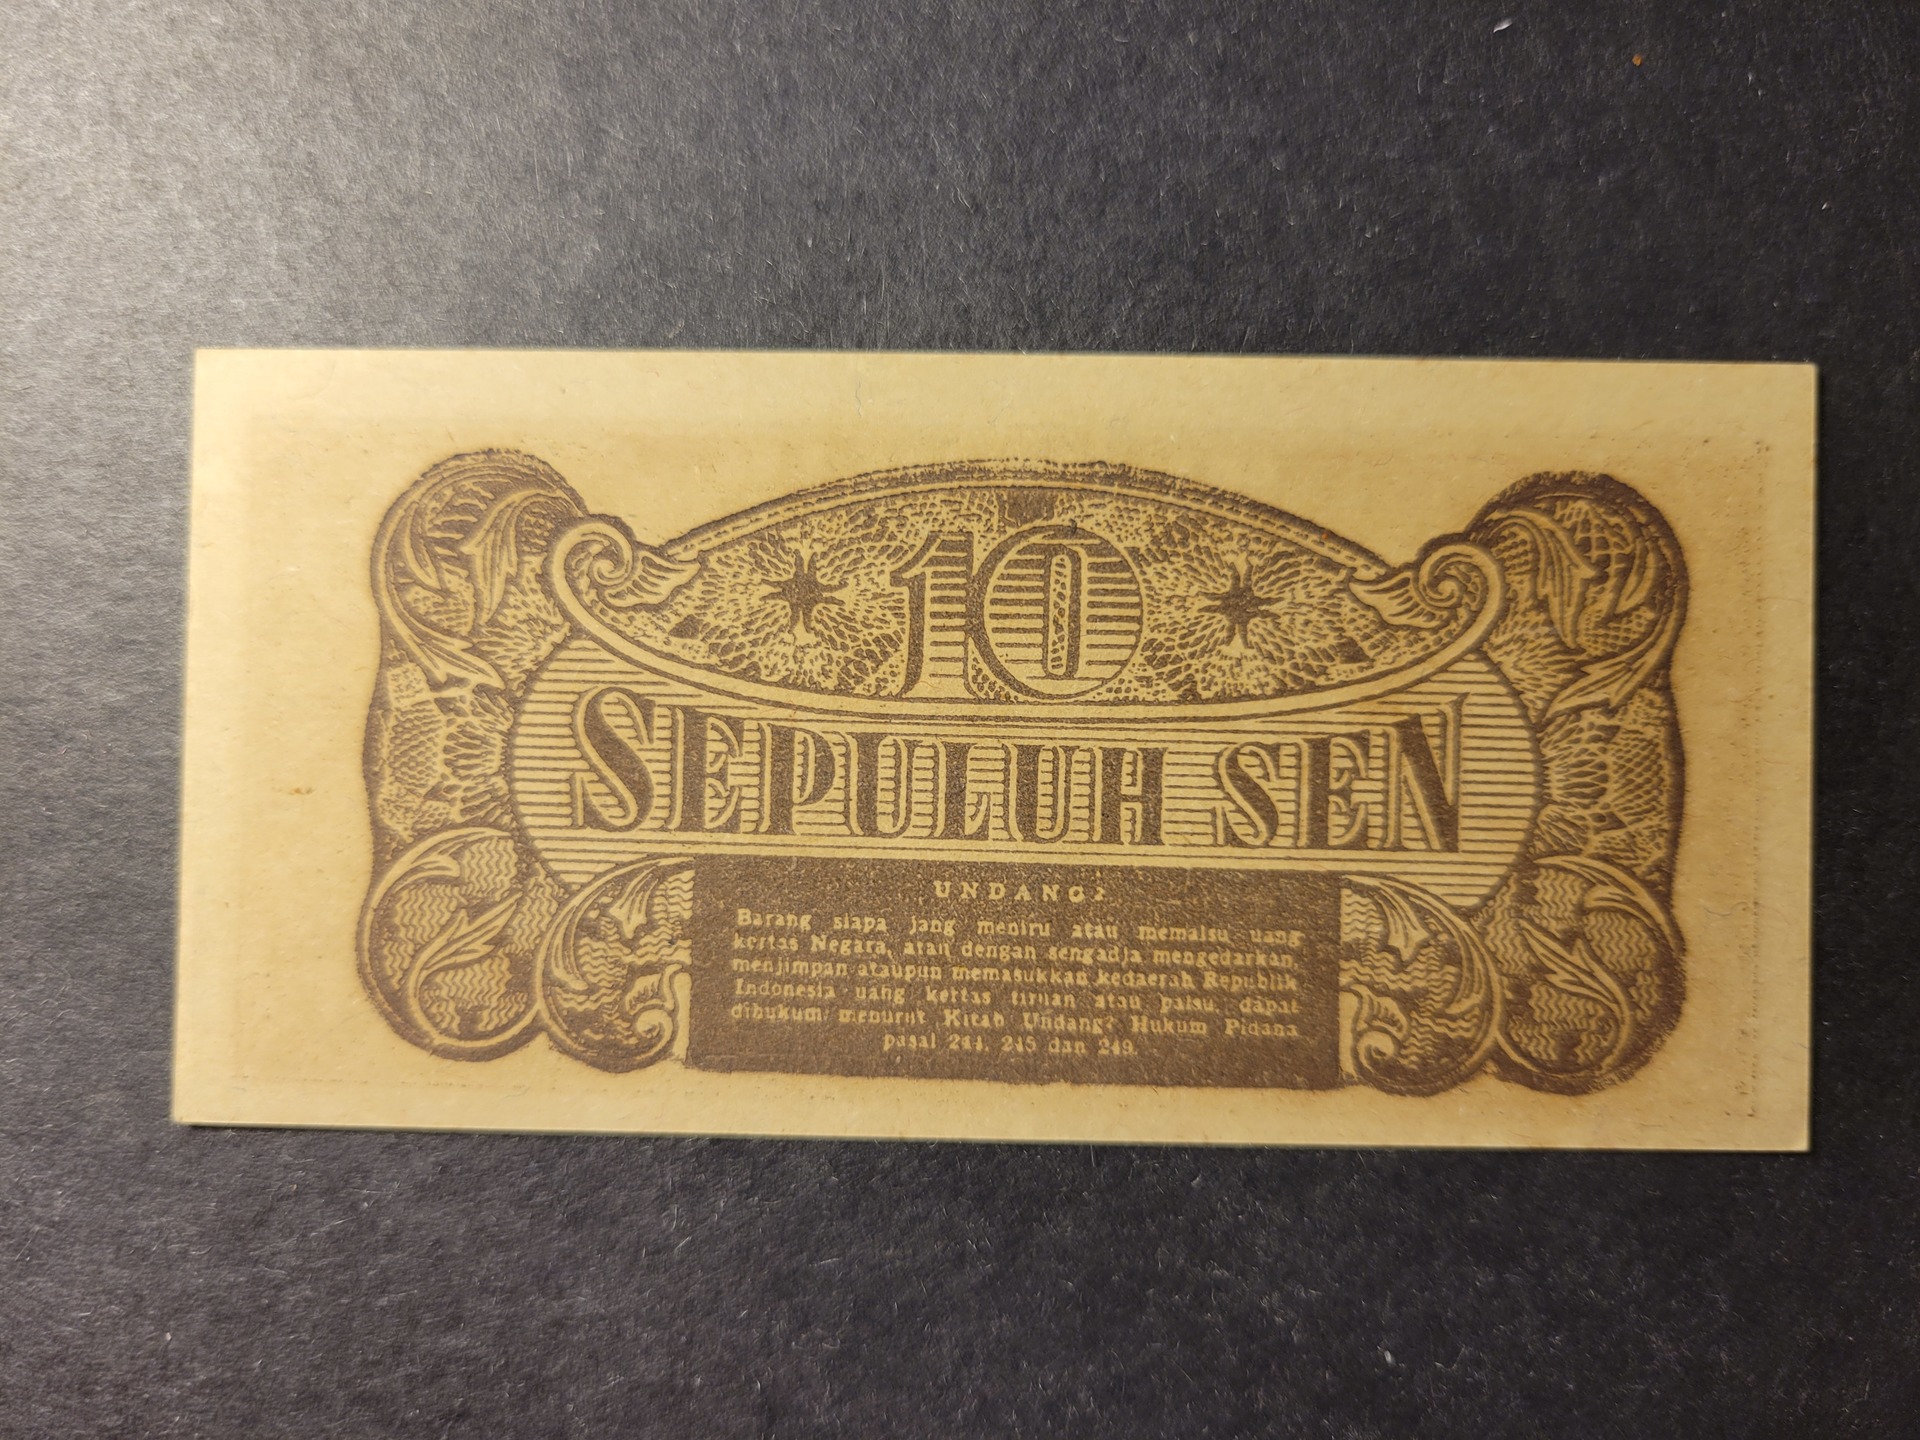 10
SEPULUH SEN
UNDANG2
Barang siapa jang meniru atau memalsu uang
kertas Negara, atau dengan sengadja mengedarkan,
menjimpan ataupun memasukkan kedaerah Republik
Indonesia uang kertas tiruan atau palsu, dapat
dihukum menurut Kitab Undang2 Hukum Pidana
pasal 244, 245 dan 249.